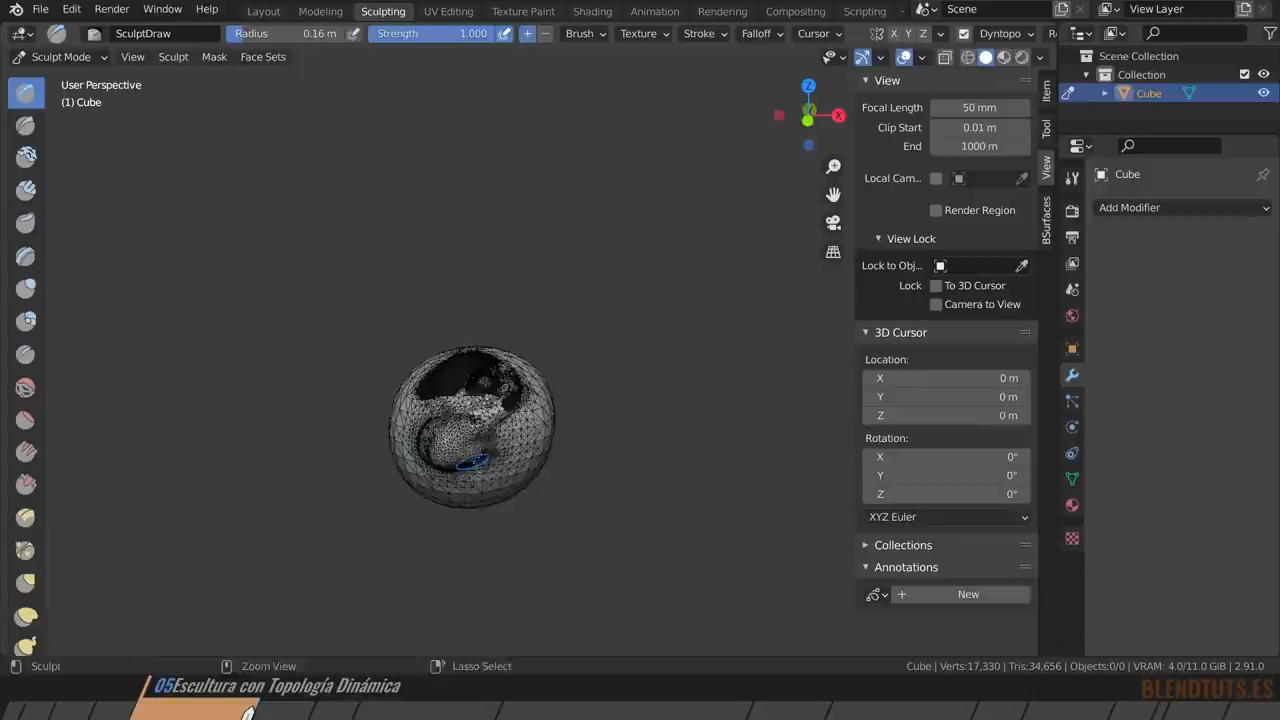 File Edit Render Window Help Layout Modeling Sculpting UV Editing Texture Paint Shading Animation Rendering Compositing Scripting Scene View Layer
SculptDraw Radius 0.16 m Strength 1.000 Brush Texture Stroke Falloff Cursor X Y Z Dyntopo
Sculpt Mode View Sculpt Mask Face Sets
User Perspective
(1) Cube
Z
X
View
Focal Length 50 mm
Clip Start 0.01 m
End 1000 m
Local Cam...
Render Region
View Lock
Lock to Obj...
Lock To 3D Cursor
Camera to View
3D Cursor
Location:
X 0 m
Y 0 m
Z 0 m
Rotation:
X 0°
Y 0°
Z 0°
XYZ Euler
Collections
Annotations
New
Item
Tool
View
BSurfaces
Scene Collection
Collection
Cube
Cube
Add Modifier
Sculpt Zoom View Lasso Select Cube | Verts:17,330 | Tris:34,656 | Objects:0/0 | VRAM: 4.0/11.0 GiB | 2.91.0
05Escultura con Topología Dinámica
BLENDTUTS.ES